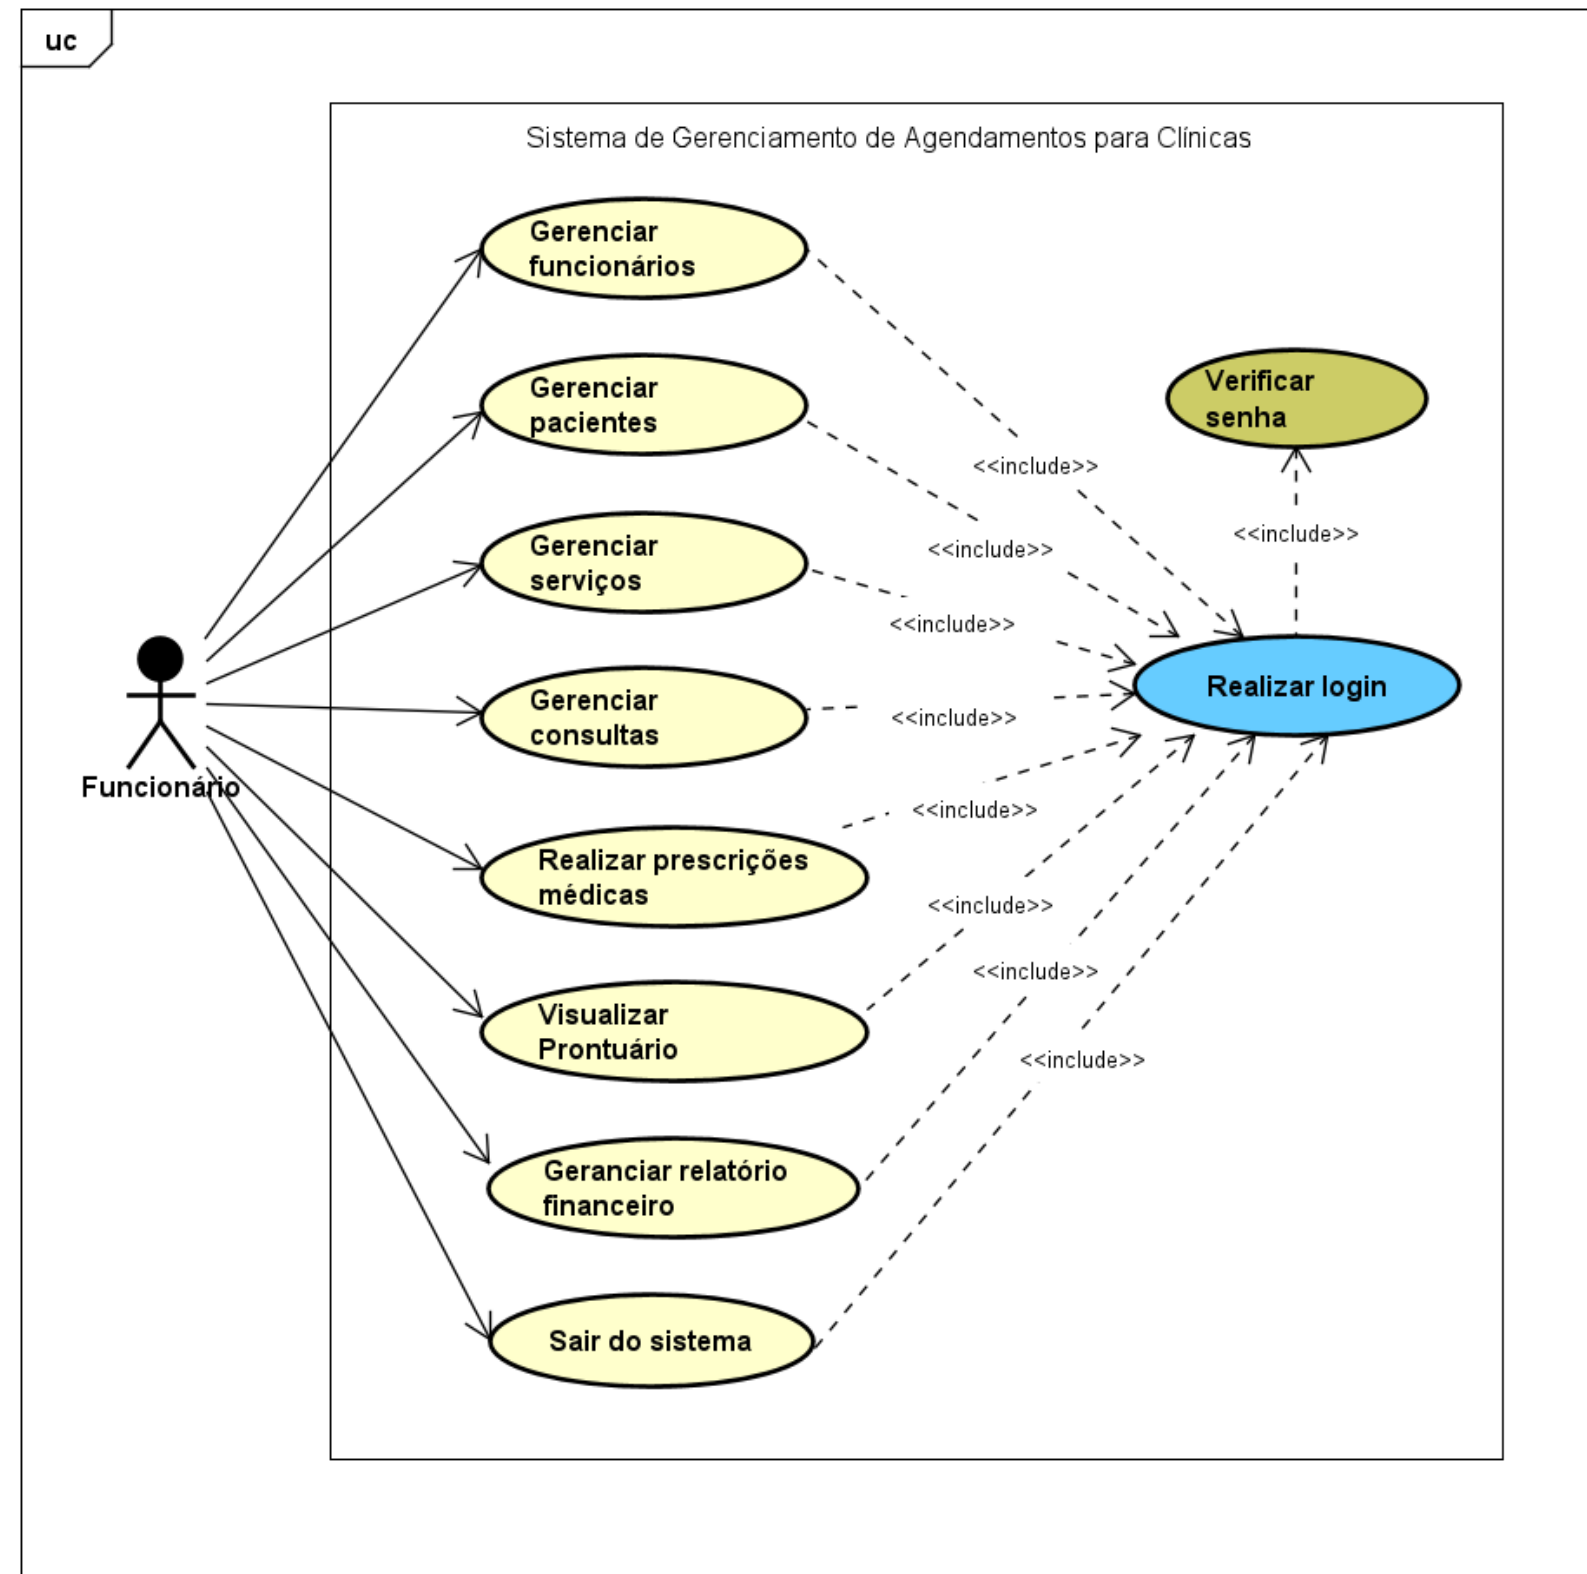 uc
Sistema de Gerenciamento de Agendamentos para Clínicas
Gerenciar
funcionários
Gerenciar
pacientes
Gerenciar
serviços
Gerenciar
consultas
Realizar prescrições
médicas
Visualizar
Prontuário
Geranciar relatório
financeiro
Sair do sistema
Funcionário
<<include>>
<<include>>
<<include>>
<<include>>
<<include>>
<<include>>
<<include>>
<<include>>
Verificar
senha
<<include>>
Realizar login